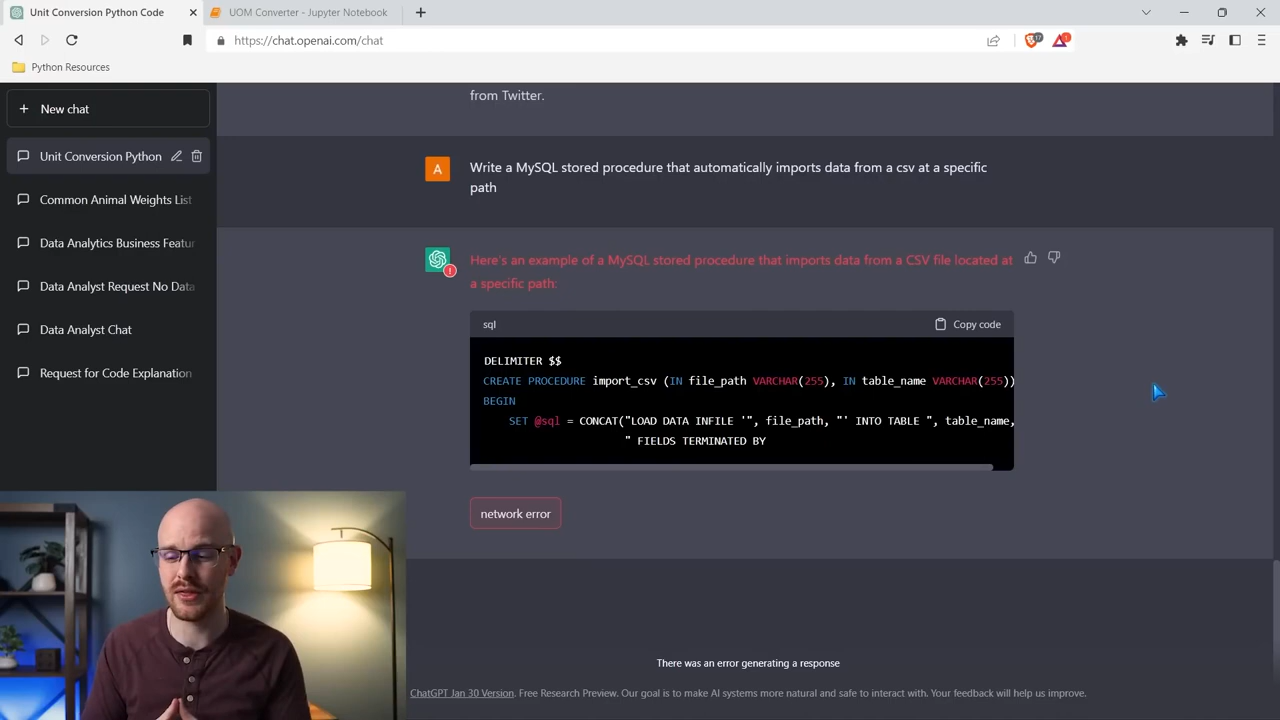 Unit Conversion Python Code
UOM Converter - Jupyter Notebook
https://chat.openai.com/chat
17
1
Python Resources
New chat
Unit Conversion Python
Common Animal Weights List
Data Analytics Business Featur
Data Analyst Request No Data
Data Analyst Chat
Request for Code Explanation
from Twitter.
A
Write a MySQL stored procedure that automatically imports data from a csv at a specific
path
!
Here's an example of a MySQL stored procedure that imports data from a CSV file located at
a specific path:
sql
Copy code
DELIMITER $$
CREATE PROCEDURE import_csv (IN file_path VARCHAR(255), IN table_name VARCHAR(255))
BEGIN
SET @sql = CONCAT("LOAD DATA INFILE '", file_path, "' INTO TABLE ", table_name,
" FIELDS TERMINATED BY
network error
There was an error generating a response
ChatGPT Jan 30 Version. Free Research Preview. Our goal is to make AI systems more natural and safe to interact with. Your feedback will help us improve.